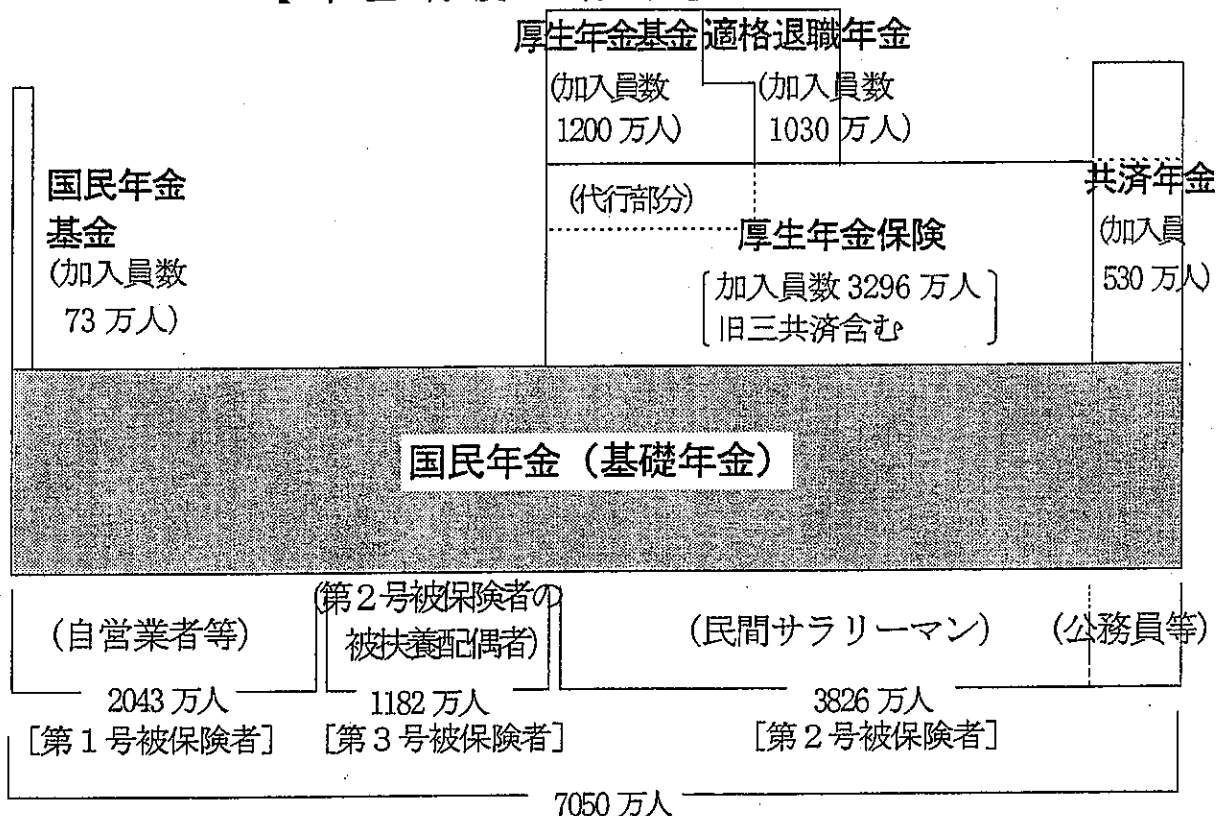 厚生年金基金 適格退職年金
(加入員数
1200万人)
(加入員数
1030万人)
国民年金
基金
(加入員数
73万人)
(代行部分)
厚生年金保険
加入員数3296万人
旧三共済含む
共済年金
(加入員
530万人)
国民年金（基礎年金）
(自営業者等)
(第2号被保険者の
被扶養配偶者)
(民間サラリーマン)
(公務員等)
2043万人
1182万人
3826万人
[第1号被保険者]
[第3号被保険者]
[第2号被保険者]
7050万人